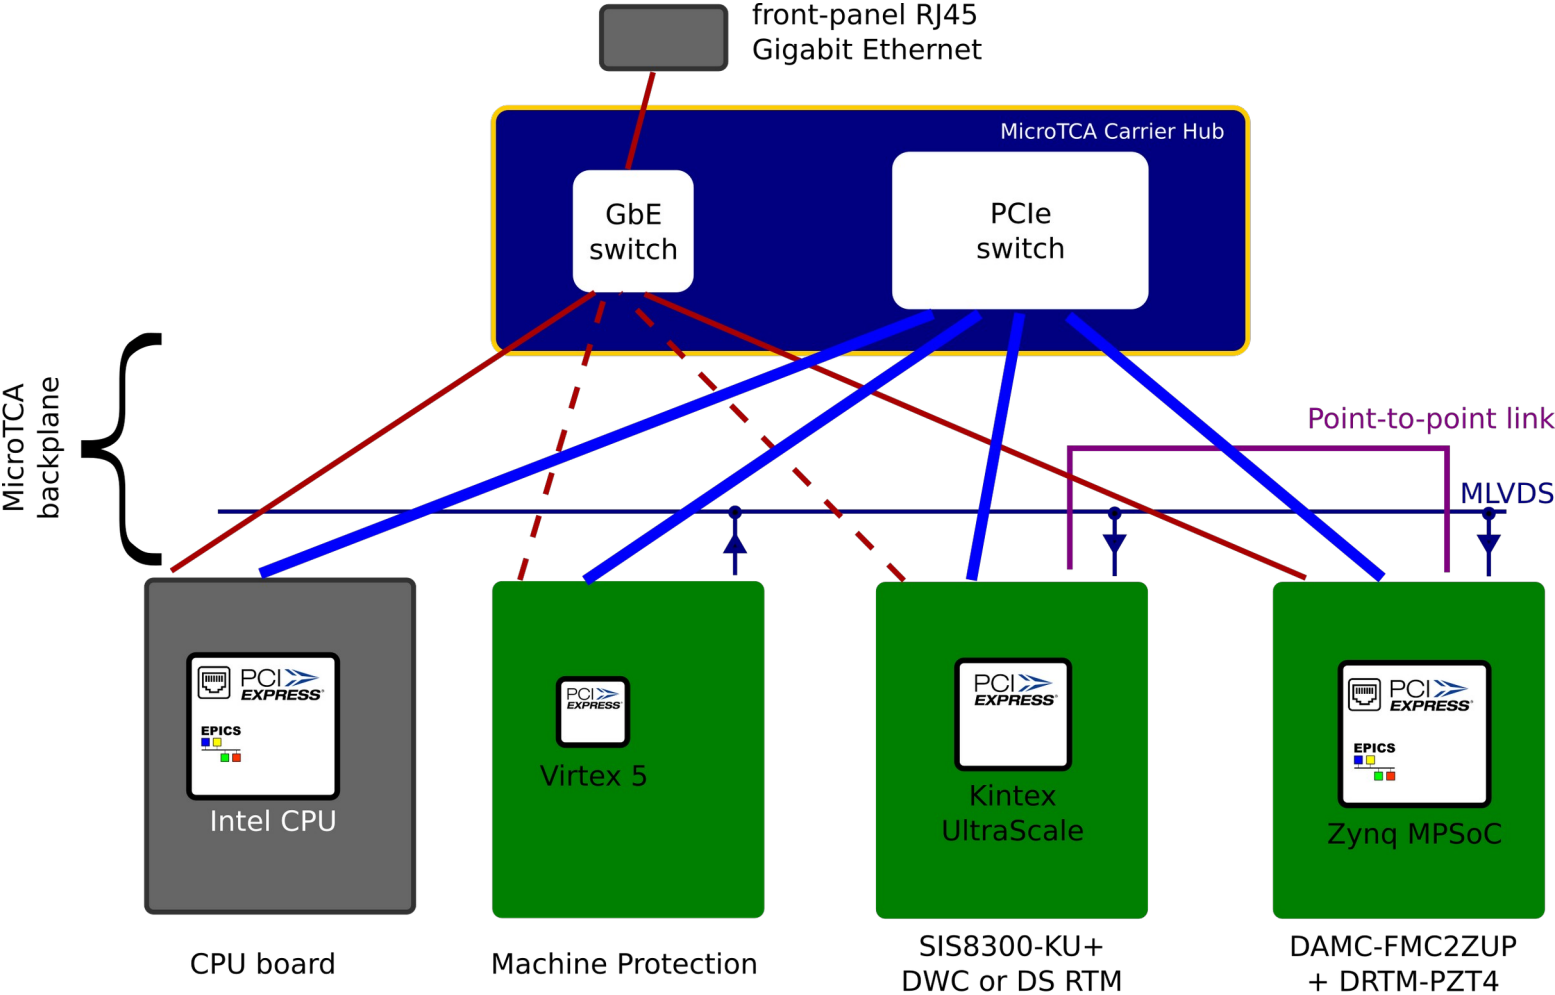 front-panel RJ45
Gigabit Ethernet
MicroTCA Carrier Hub
GbE
switch
PCIe
switch
MicroTCA
backplane
Point-to-point link
MLVDS
PCI
EXPRESS®
EPICS
Intel CPU
PCI
EXPRESS®
Virtex 5
PCI
EXPRESS®
Kintex
UltraScale
PCI
EXPRESS®
EPICS
Zynq MPSoC
CPU board
Machine Protection
SIS8300-KU+
DWC or DS RTM
DAMC-FMC2ZUP
+ DRTM-PZT4